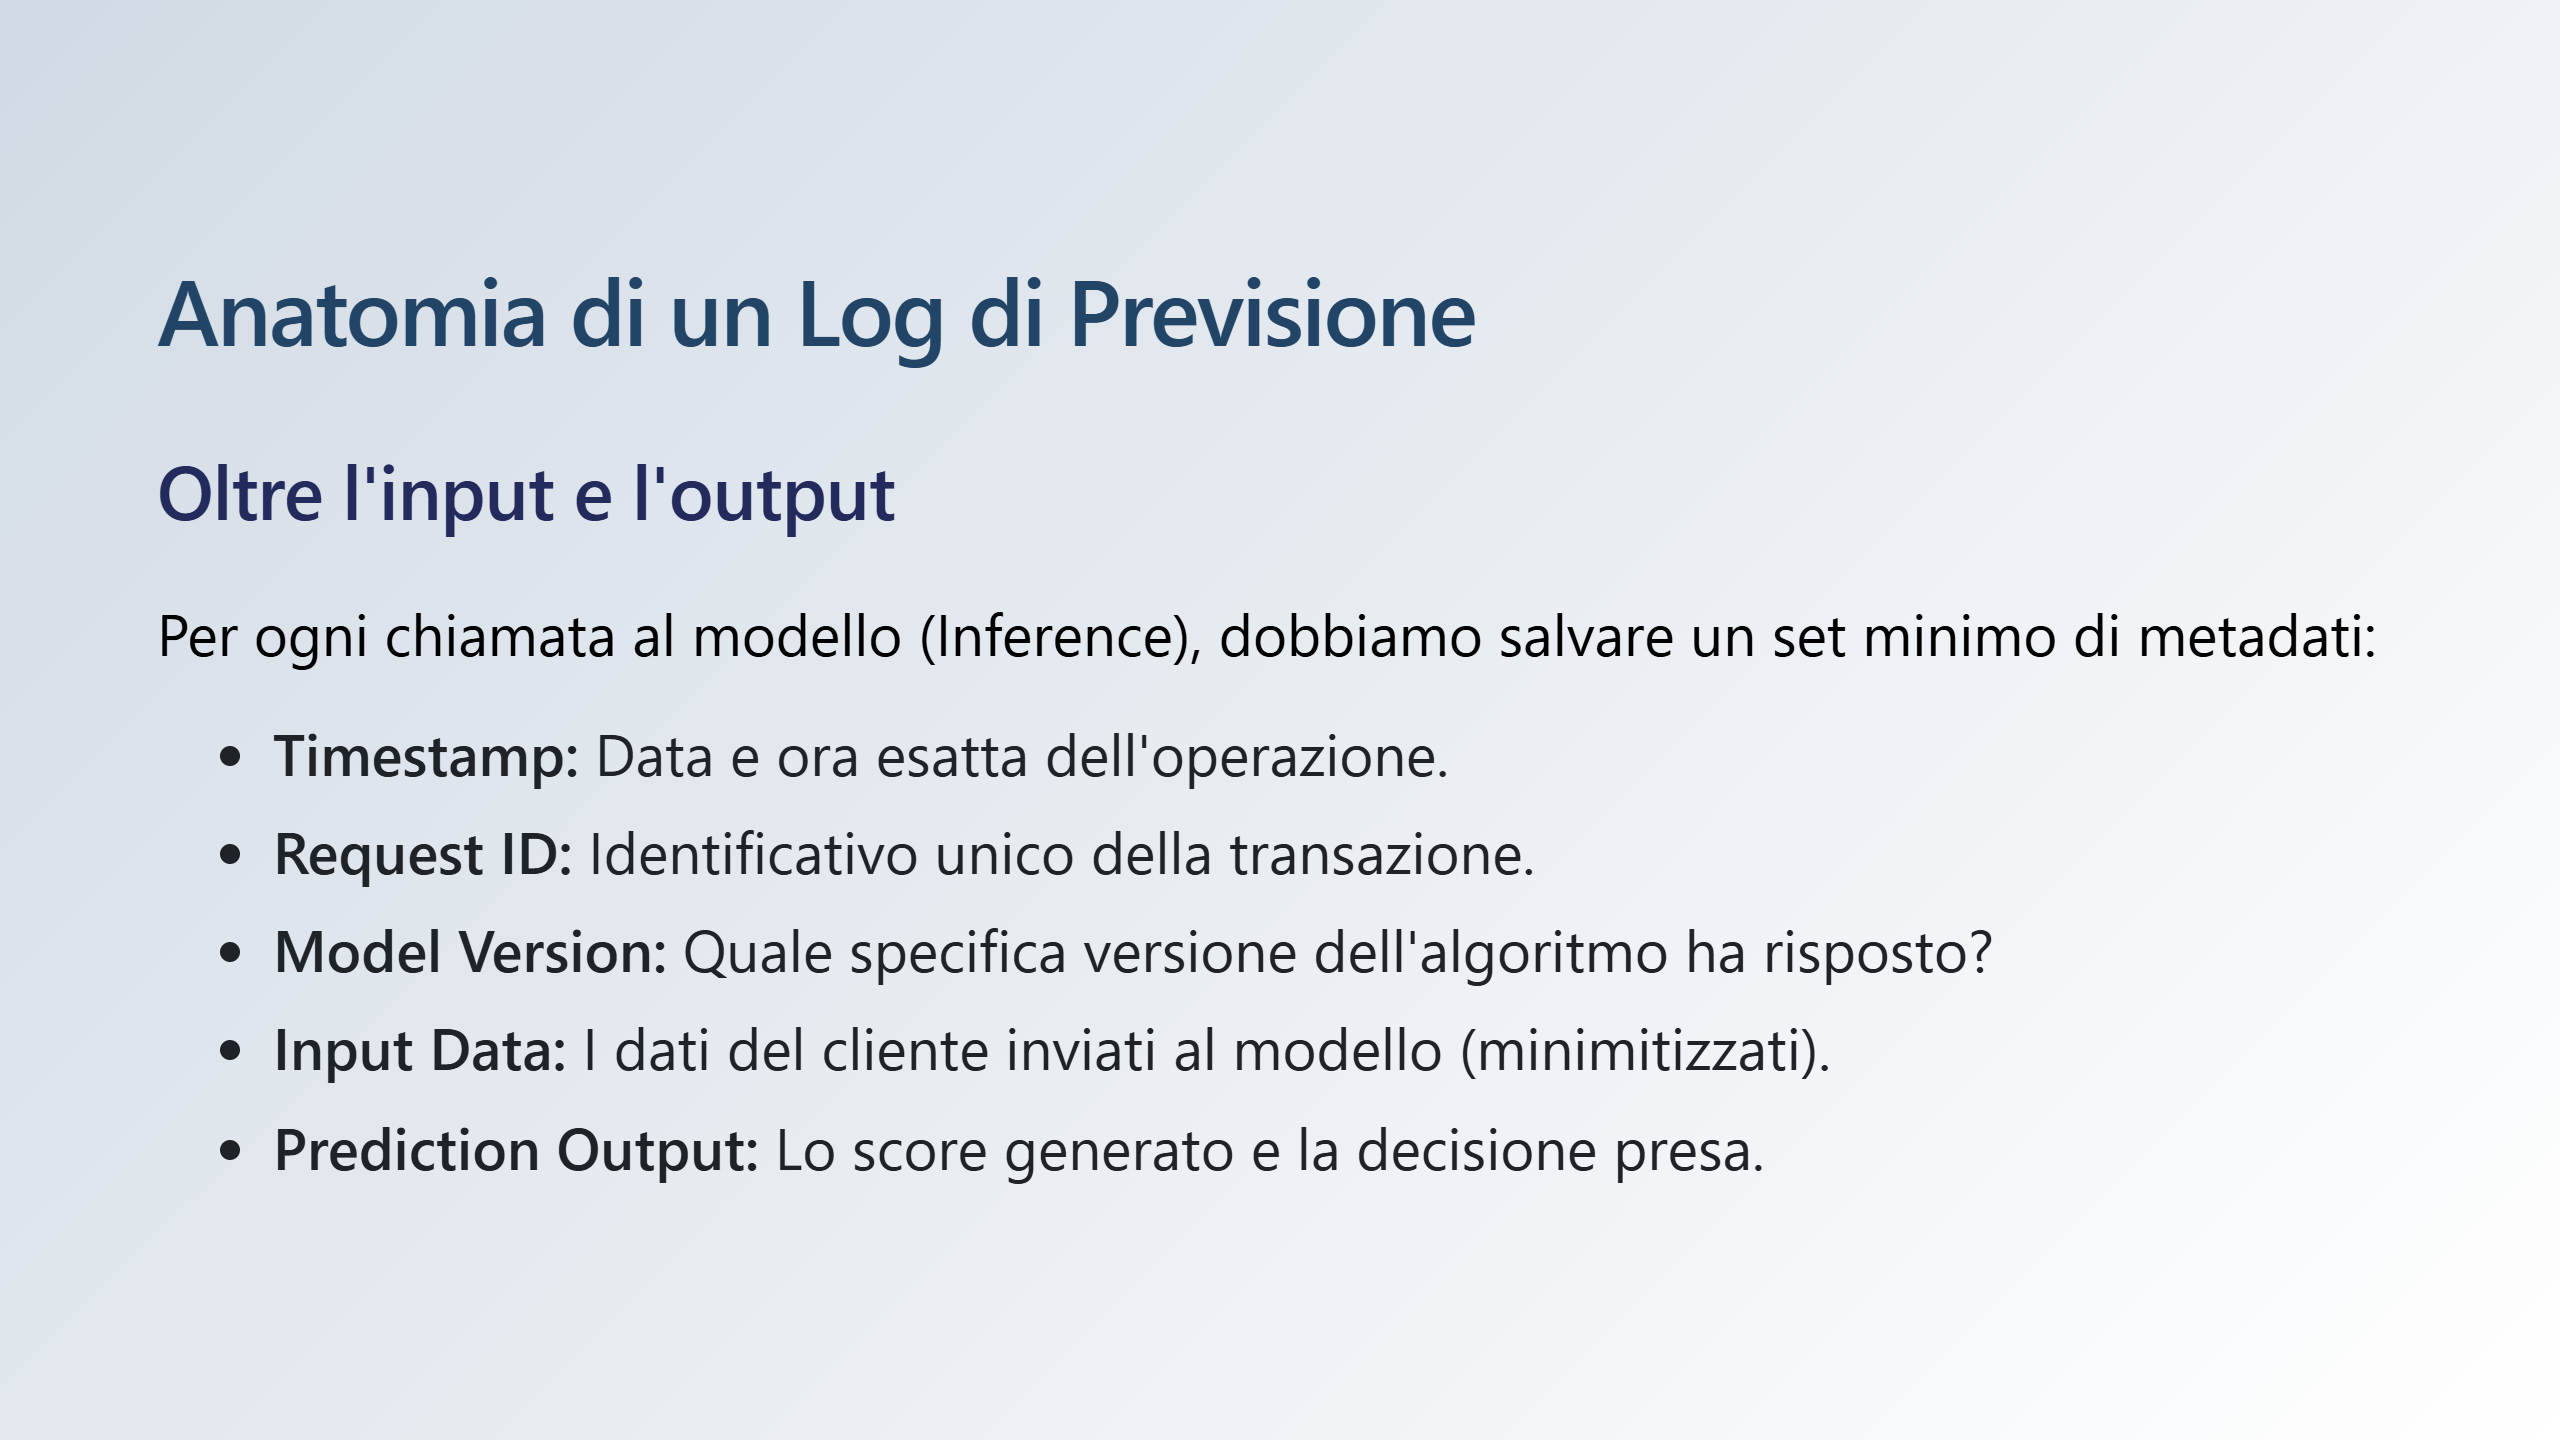 Anatomia di un Log di Previsione
Oltre l'input e l'output
Per ogni chiamata al modello (Inference), dobbiamo salvare un set minimo di metadati:
• Timestamp: Data e ora esatta dell'operazione.
• Request ID: Identificativo unico della transazione.
• Model Version: Quale specifica versione dell'algoritmo ha risposto?
• Input Data: I dati del cliente inviati al modello (minimitizzati).
• Prediction Output: Lo score generato e la decisione presa.